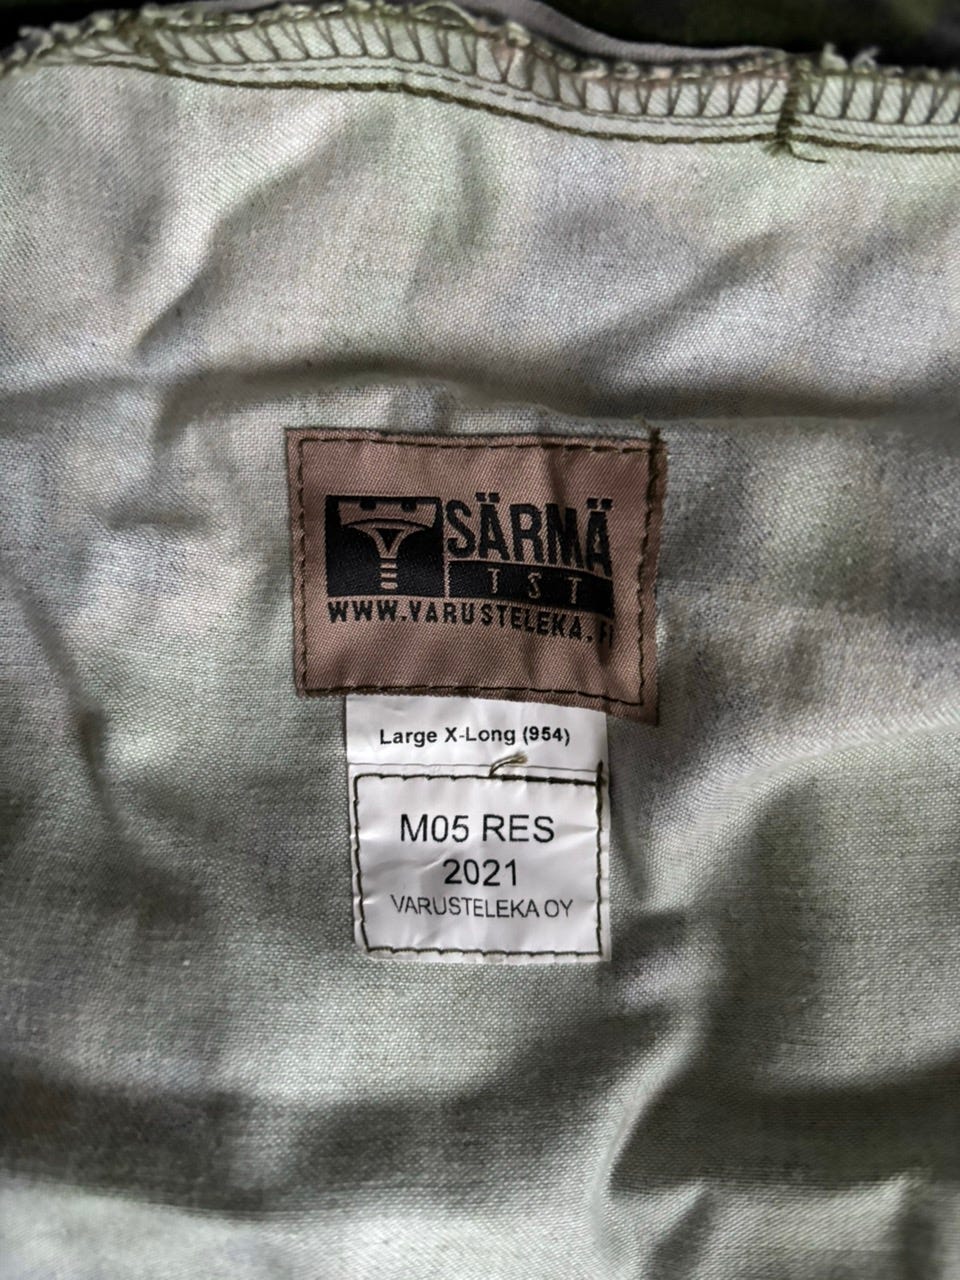 SÄRMÄ
TST
WWW.VARUSTELEKA.FI
Large X-Long (954)
M05 RES
2021
VARUSTELEKA OY